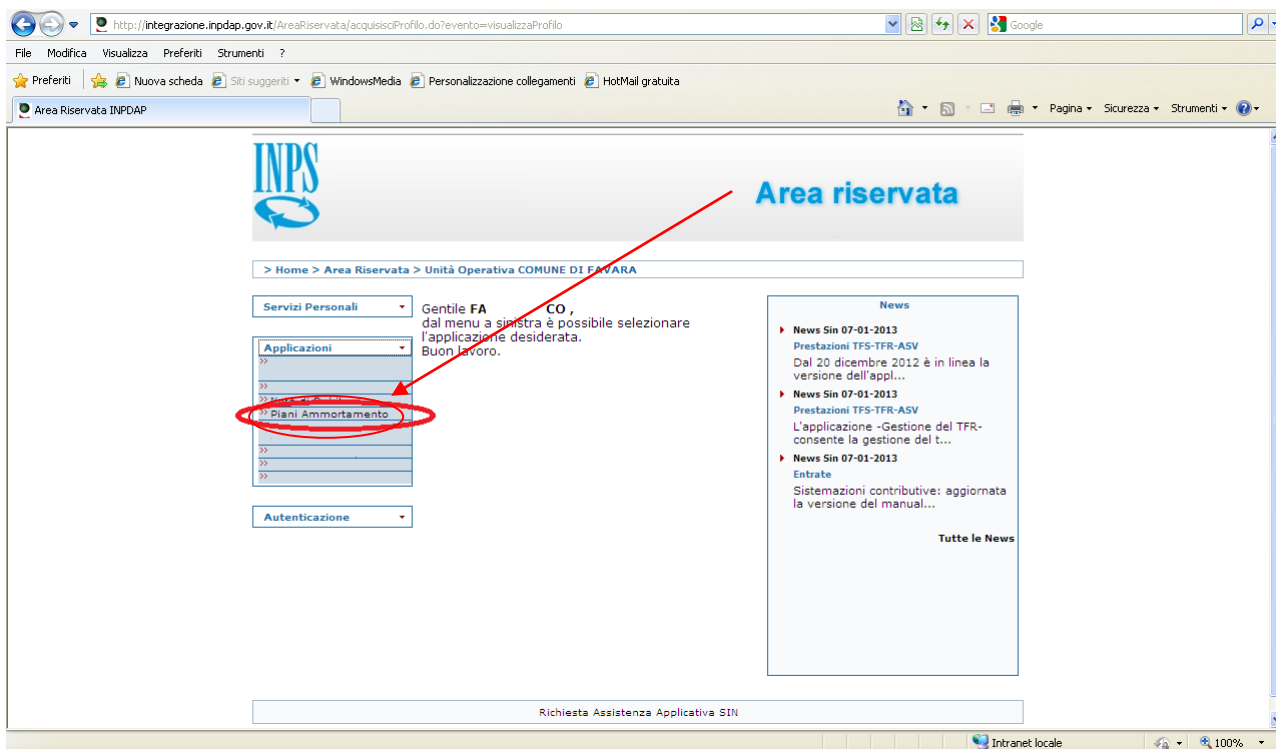 http://integrazione.inpdap.gov.it/AreaRiservata/acquisisciProfilo.do?evento=visualizzaProfilo
Google
File Modifica Visualizza Preferiti Strumenti ?
Preferiti Nuova scheda Siti suggeriti WindowsMedia Personalizzazione collegamenti HotMail gratuita
Area Riservata INPDAP
Pagina Sicurezza Strumenti
INPS
Area riservata
> Home > Area Riservata > Unità Operativa COMUNE DI FAVARA
Servizi Personali
Applicazioni
>>
>>
>>
>> Piani Ammortamento
>>
>>
>>
Autenticazione
Gentile FA CO ,
dal menu a sinistra è possibile selezionare
l'applicazione desiderata.
Buon lavoro.
News
News Sin 07-01-2013
Prestazioni TFS-TFR-ASV
Dal 20 dicembre 2012 è in linea la
versione dell'appl...
News Sin 07-01-2013
Prestazioni TFS-TFR-ASV
L'applicazione -Gestione del TFR-
consente la gestione del t...
News Sin 07-01-2013
Entrate
Sistemazioni contributive: aggiornata
la versione del manual...
Tutte le News
Richiesta Assistenza Applicativa SIN
Intranet locale
100%